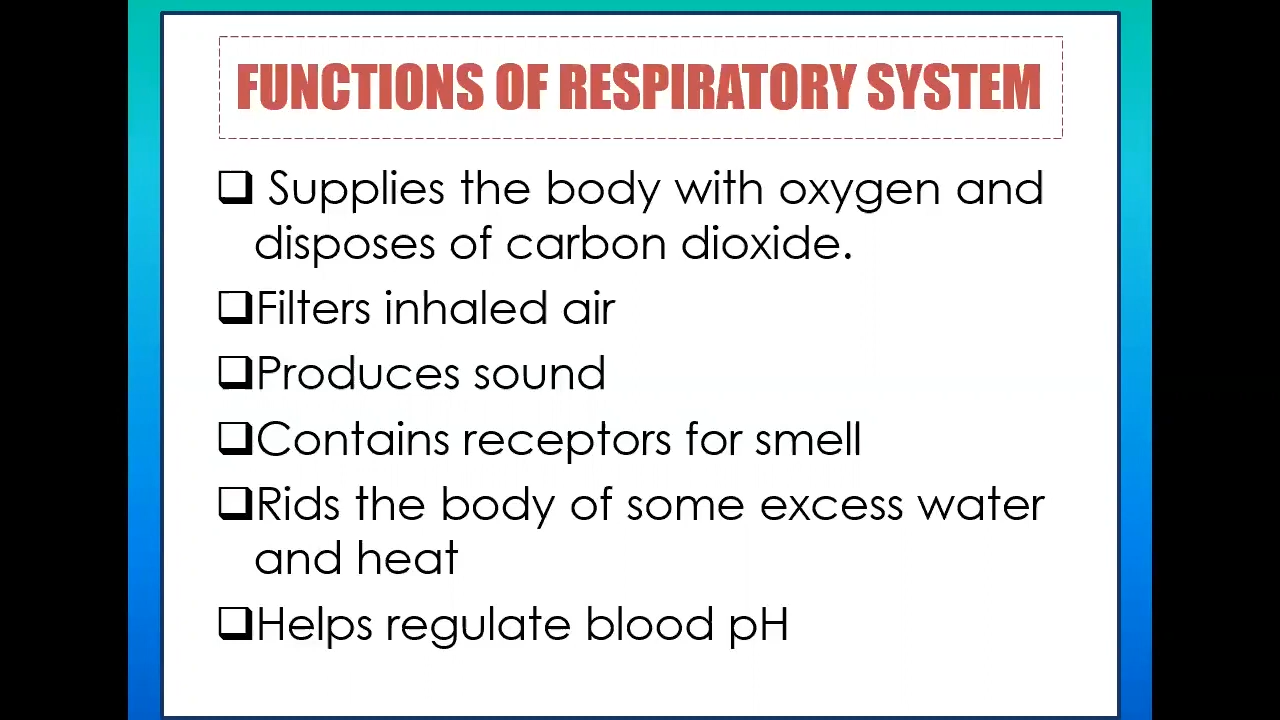 FUNCTIONS OF RESPIRATORY SYSTEM
❑ Supplies the body with oxygen and
disposes of carbon dioxide.
❑Filters inhaled air
❑Produces sound
❑Contains receptors for smell
❑Rids the body of some excess water
and heat
❑Helps regulate blood pH